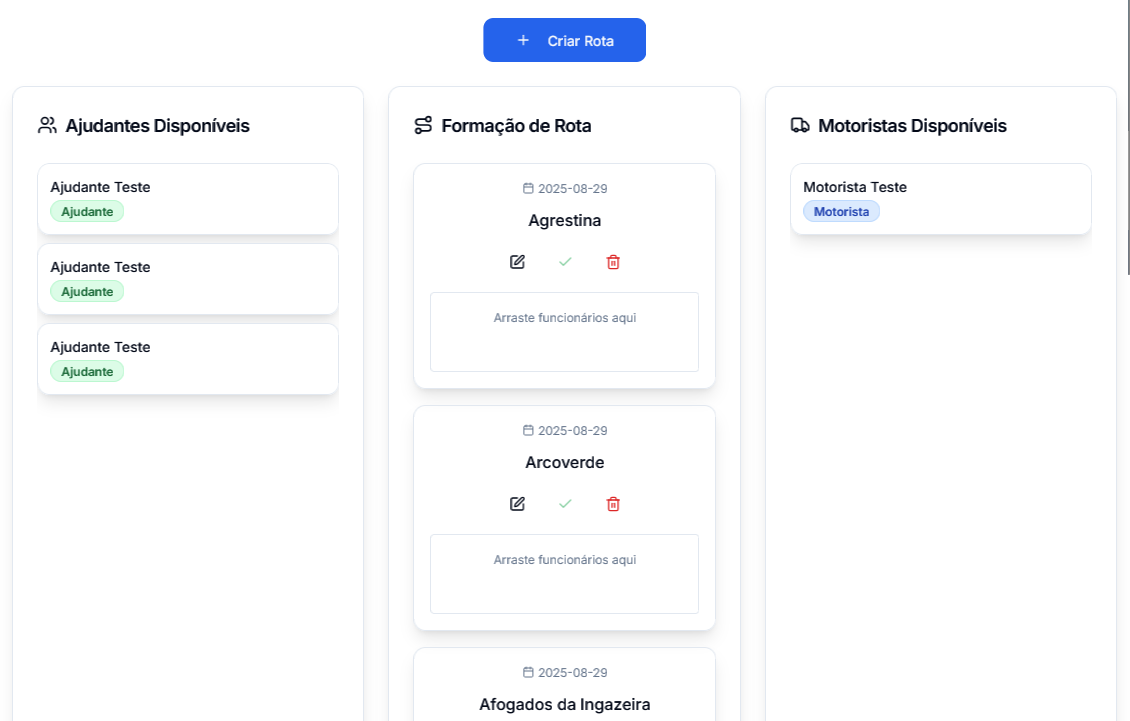 Criar Rota
Ajudantes Disponíveis
Ajudante Teste
Ajudante
Ajudante Teste
Ajudante
Ajudante Teste
Ajudante
Formação de Rota
2025-08-29
Agrestina
Arraste funcionários aqui
2025-08-29
Arcoverde
Arraste funcionários aqui
2025-08-29
Afogados da Ingazeira
Motoristas Disponíveis
Motorista Teste
Motorista